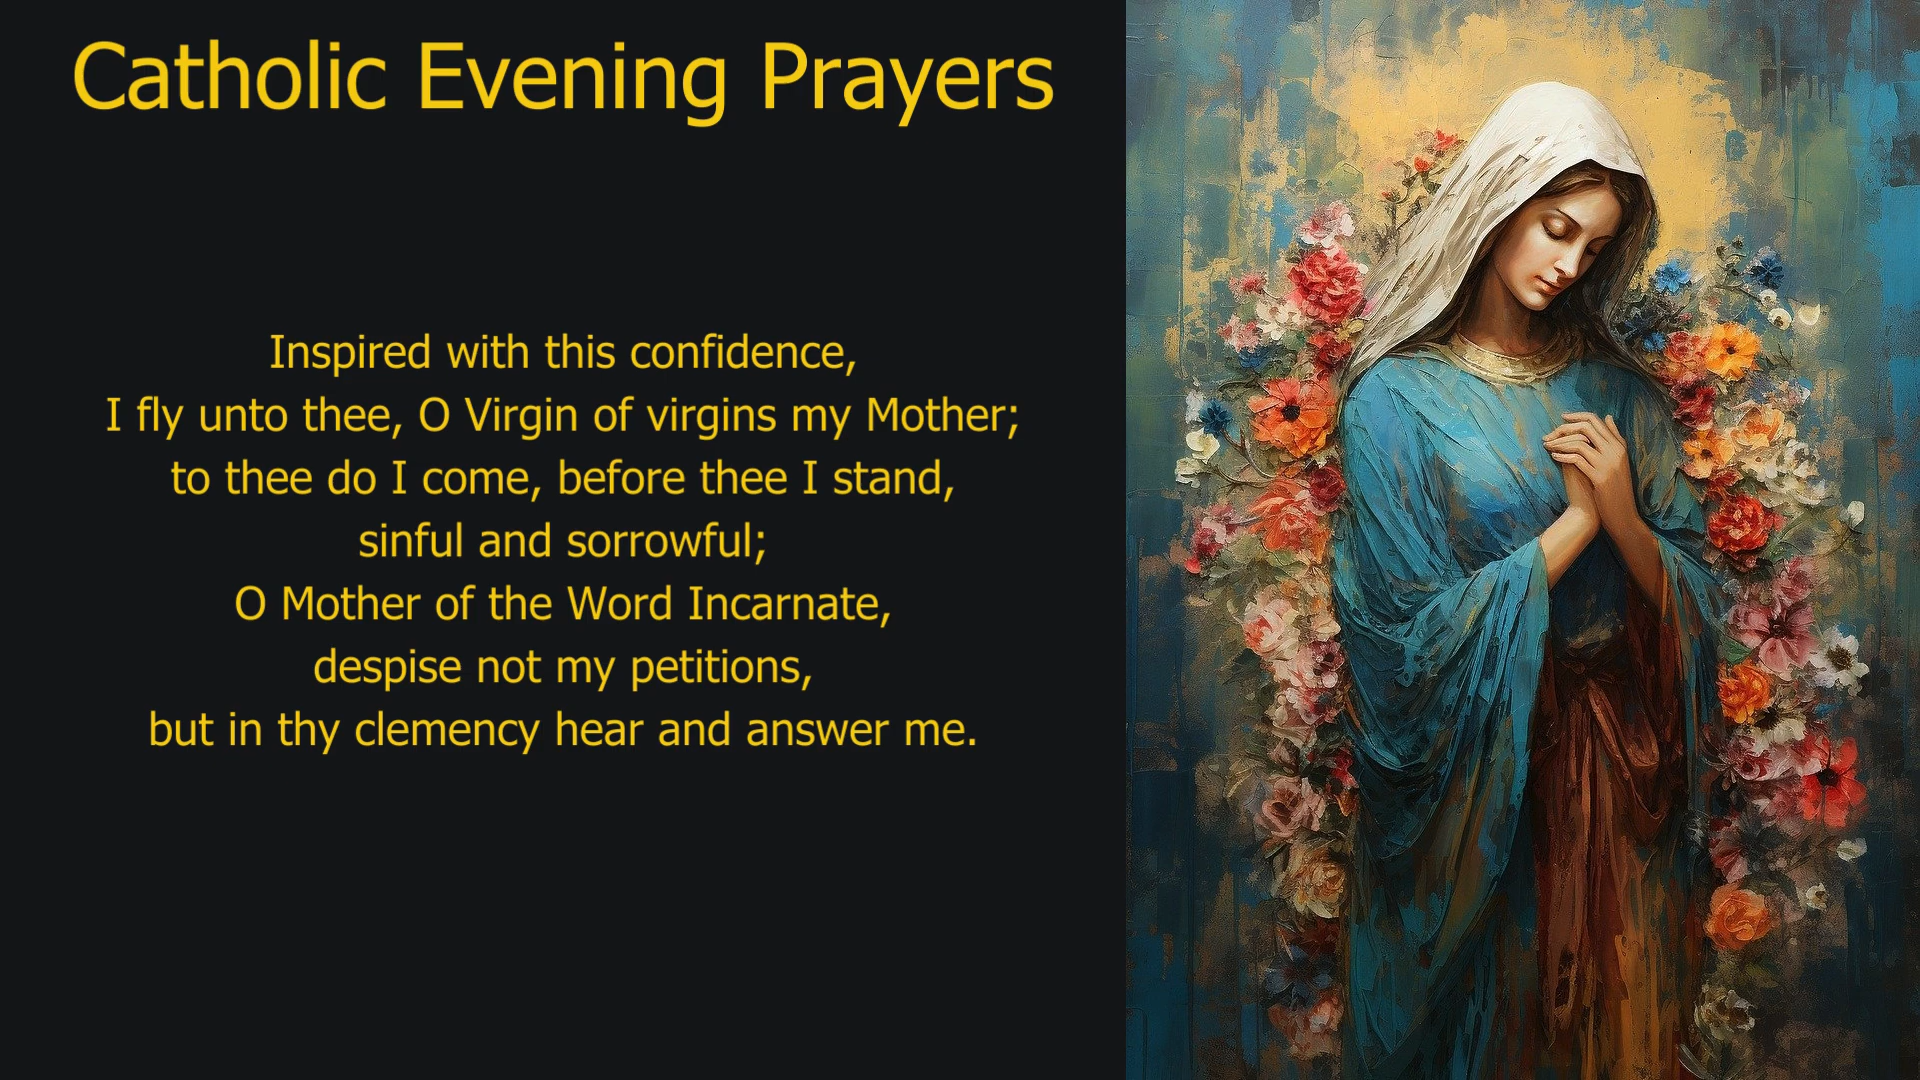 Catholic Evening Prayers
Inspired with this confidence,
I fly unto thee, O Virgin of virgins my Mother;
to thee do I come, before thee I stand,
sinful and sorrowful;
O Mother of the Word Incarnate,
despise not my petitions,
but in thy clemency hear and answer me.